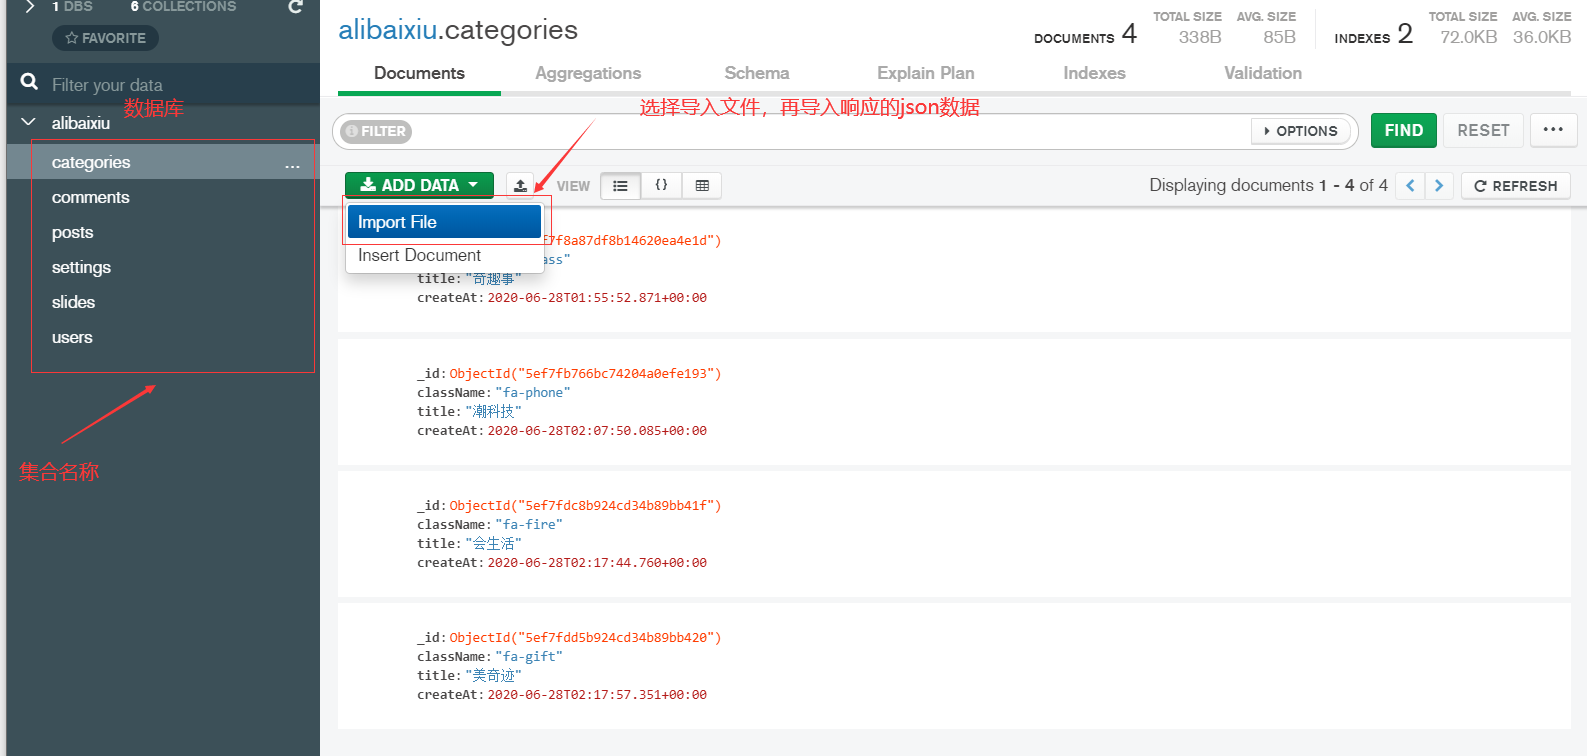 1 DBS 6 COLLECTIONS
FAVORITE
Filter your data
数据库
alibaixiu
categories ...
comments
posts
settings
slides
users
集合名称
alibaixiu.categories
DOCUMENTS 4 TOTAL SIZE 338B AVG. SIZE 85B INDEXES 2 TOTAL SIZE 72.0KB AVG. SIZE 36.0KB
Documents Aggregations Schema Explain Plan Indexes Validation
选择导入文件，再导入响应的json数据
FILTER OPTIONS FIND RESET ...
ADD DATA VIEW {} Displaying documents 1 - 4 of 4 REFRESH
Import File
Insert Document
f7f8a87df8b14620ea4e1d")
ass"
title: "奇趣事"
createAt: 2020-06-28T01:55:52.871+00:00
_id: ObjectId("5ef7fb766bc74204a0efe193")
className: "fa-phone"
title: "潮科技"
createAt: 2020-06-28T02:07:50.085+00:00
_id: ObjectId("5ef7fdc8b924cd34b89bb41f")
className: "fa-fire"
title: "会生活"
createAt: 2020-06-28T02:17:44.760+00:00
_id: ObjectId("5ef7fdd5b924cd34b89bb420")
className: "fa-gift"
title: "美奇迹"
createAt: 2020-06-28T02:17:57.351+00:00